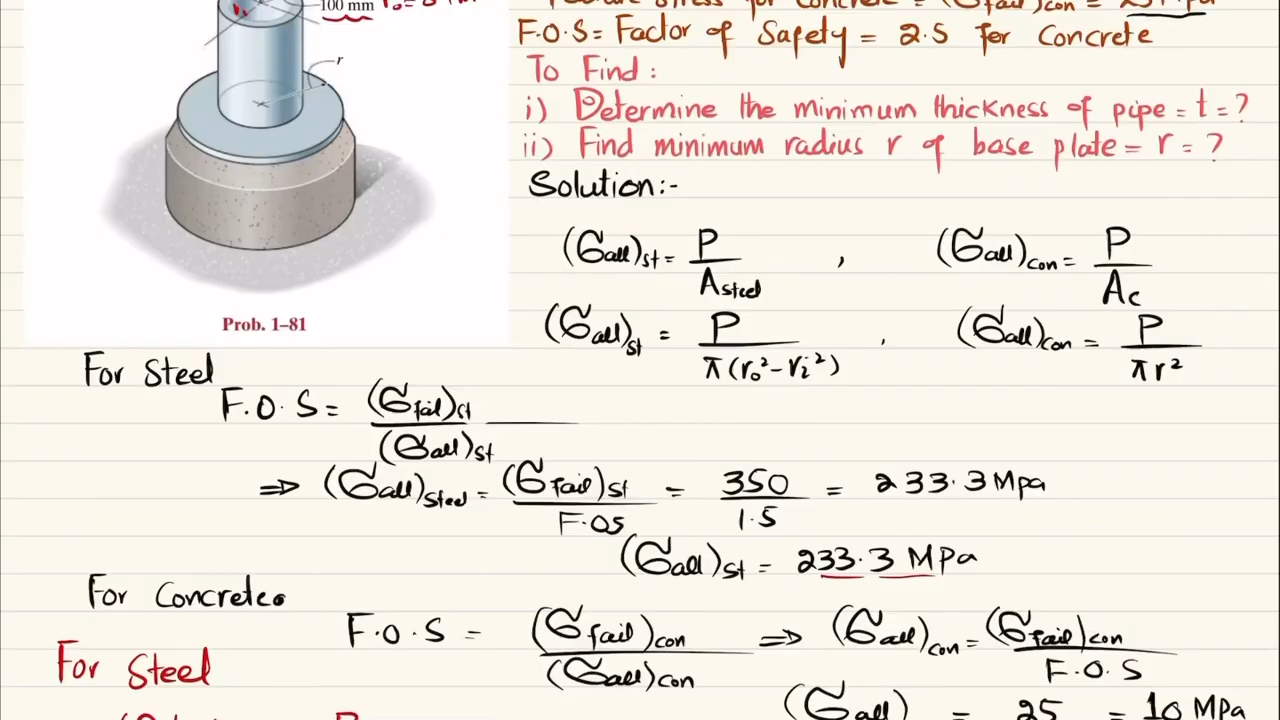 100 mm
F.O.S = Factor of Safety = 2.5 for Concrete
To Find :
i) Determine the minimum thickness of pipe = t = ?
ii) Find minimum radius r of base plate = r = ?
r
Solution:-
(σall)st = P/Asteel , (σall)con = P/Ac
Prob. 1–81
(σall)st = P/π(ro²-ri²) , (σall)con = P/πr²
For Steel
F.O.S = (σfail)st/(σall)st
⇒ (σall)steel = (σfail)st/F.OS = 350/1.5 = 233.3 Mpa
(σall)st = 233.3 MPa
For Concrete
F.O.S = (σfail)con/(σall)con ⇒ (σall)con = (σfail)con/F.O.S
For Steel
(σall) = 25 = 10 MPa